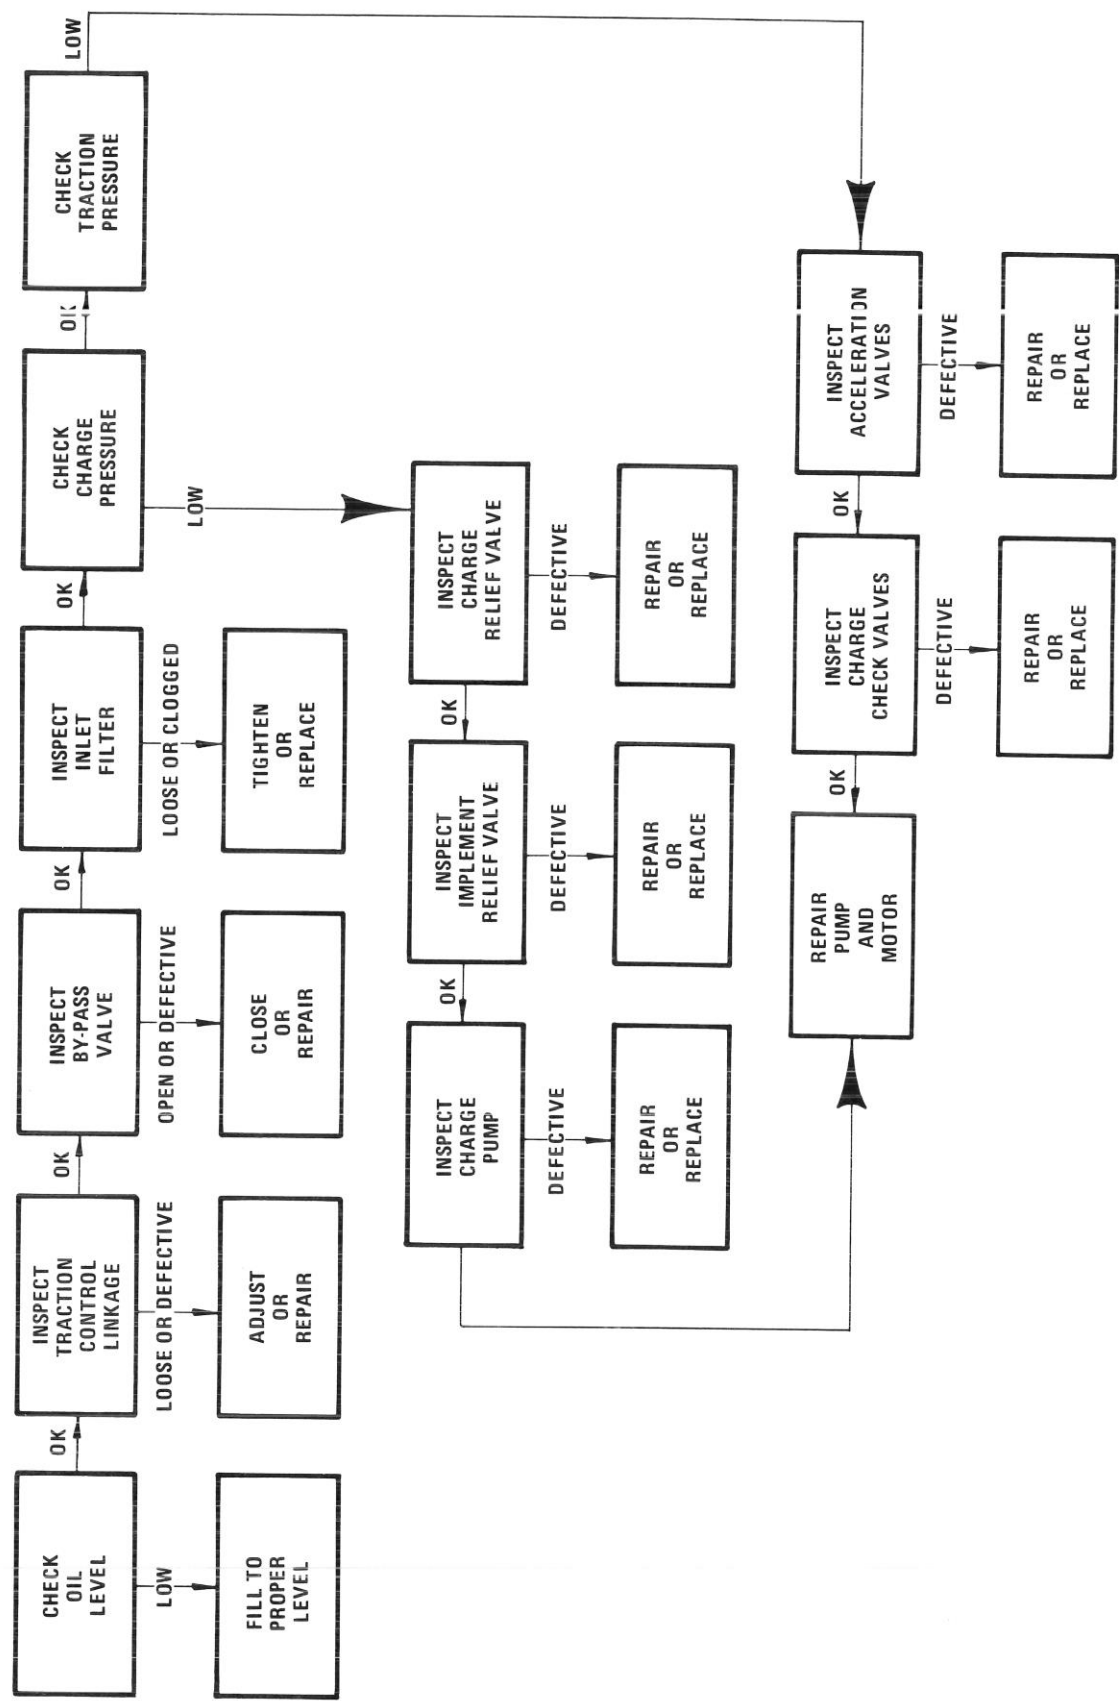 CHECK
OIL
LEVEL
OK
INSPECT
TRACTION
CONTROL
LINKAGE
OK
INSPECT
BY-PASS
VALVE
OK
INSPECT
INLET
FILTER
OK
CHECK
CHARGE
PRESSURE
OK
CHECK
TRACTION
PRESSURE
LOW
LOW
LOOSE OR DEFECTIVE
OPEN OR DEFECTIVE
LOOSE OR CLOGGED
LOW
FILL TO
PROPER
LEVEL
ADJUST
OR
REPAIR
CLOSE
OR
REPAIR
TIGHTEN
OR
REPLACE
INSPECT
CHARGE
PUMP
OK
INSPECT
IMPLEMENT
RELIEF VALVE
OK
INSPECT
CHARGE
RELIEF VALVE
DEFECTIVE
DEFECTIVE
DEFECTIVE
REPAIR
OR
REPLACE
REPAIR
OR
REPLACE
REPAIR
OR
REPLACE
REPAIR
PUMP
AND
MOTOR
OK
INSPECT
CHARGE
CHECK VALVES
OK
INSPECT
ACCELERATION
VALVES
DEFECTIVE
DEFECTIVE
REPAIR
OR
REPLACE
REPAIR
OR
REPLACE